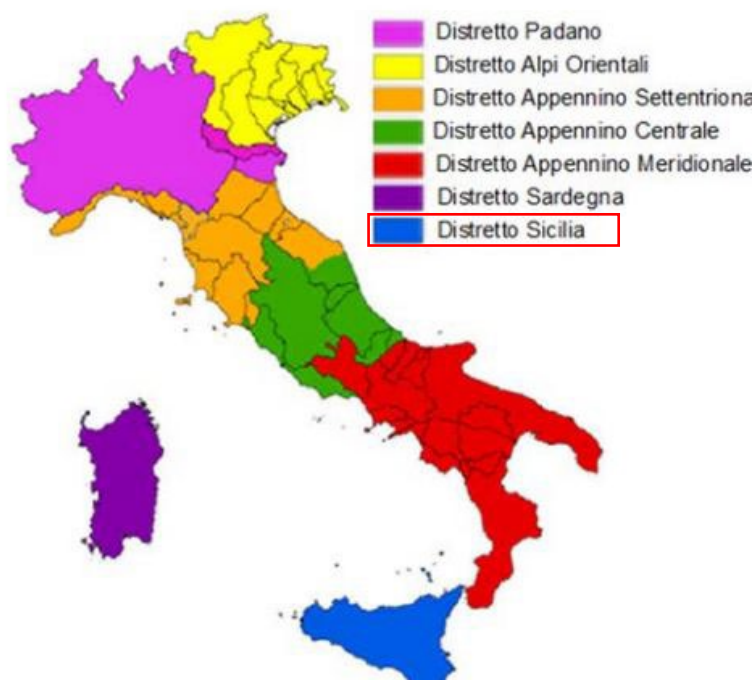 Distretto Padano
Distretto Alpi Orientali
Distretto Appennino Settentriona
Distretto Appennino Centrale
Distretto Appennino Meridionale
Distretto Sardegna
Distretto Sicilia